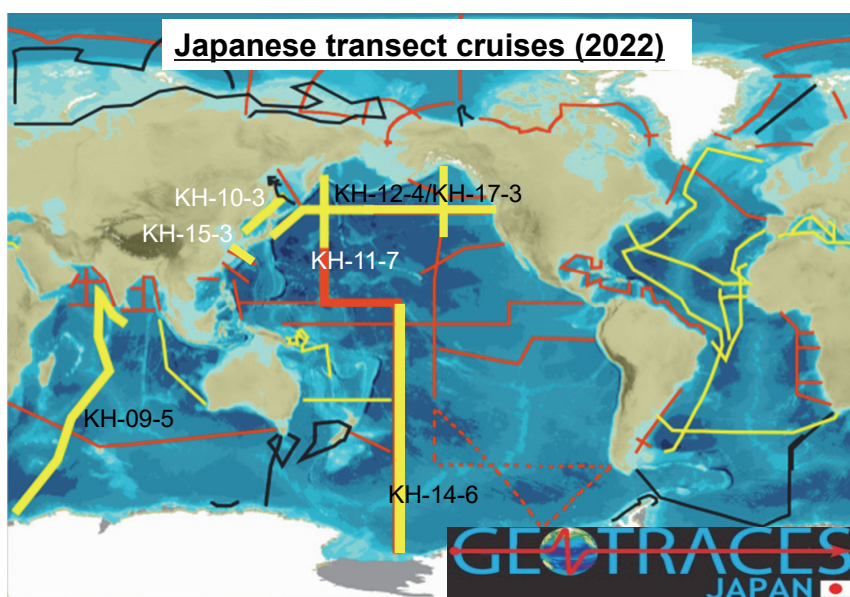 Japanese transect cruises (2022)
KH-10-3
KH-12-4/KH-17-3
KH-15-3
KH-11-7
KH-09-5
KH-14-6
GEOTRACES
JAPAN